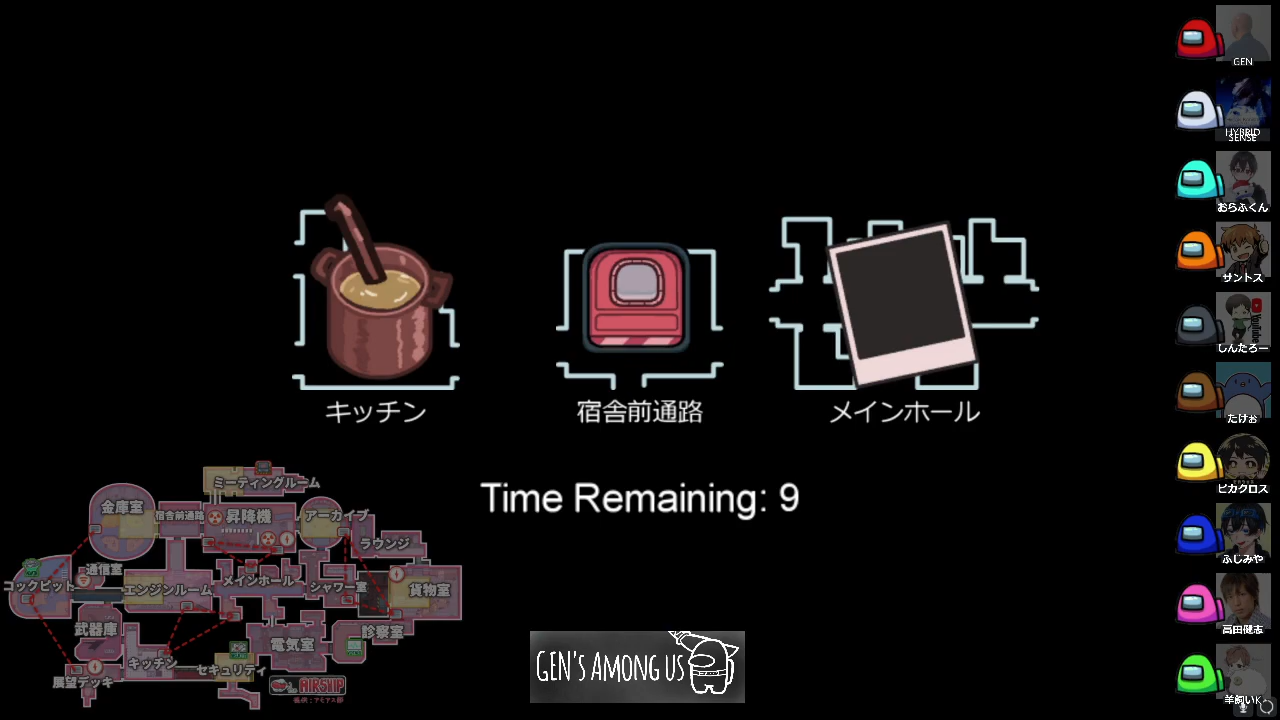 GEN
HYBRID
SENSE
おらふくん
サントス
しんたろー
たけぉ
ピカクロス
ふじみや
高田健志
羊飼いK
キッチン
宿舎前通路
メインホール
Time Remaining: 9
ミーティングルーム
金庫室
宿舎前通路
昇降機
アーカイブ
ラウンジ
コックピット
通信室
エンジンルーム
メインホール
シャワー室
貨物室
武器庫
キッチン
電気室
診察室
展望デッキ
セキュリティ
AIRSHIP
GEN'S AMONG US
YouTube